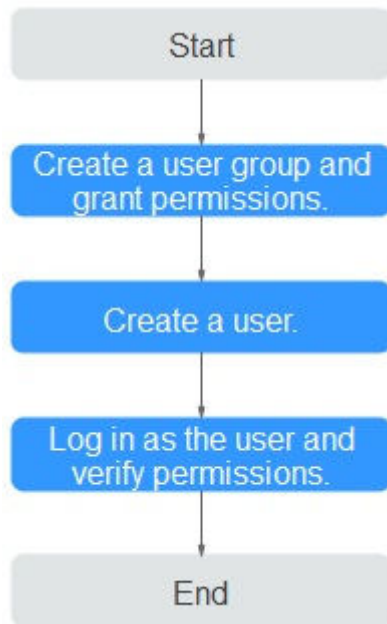 Start
Create a user group and
grant permissions.
Create a user.
Log in as the user and
verify permissions.
End